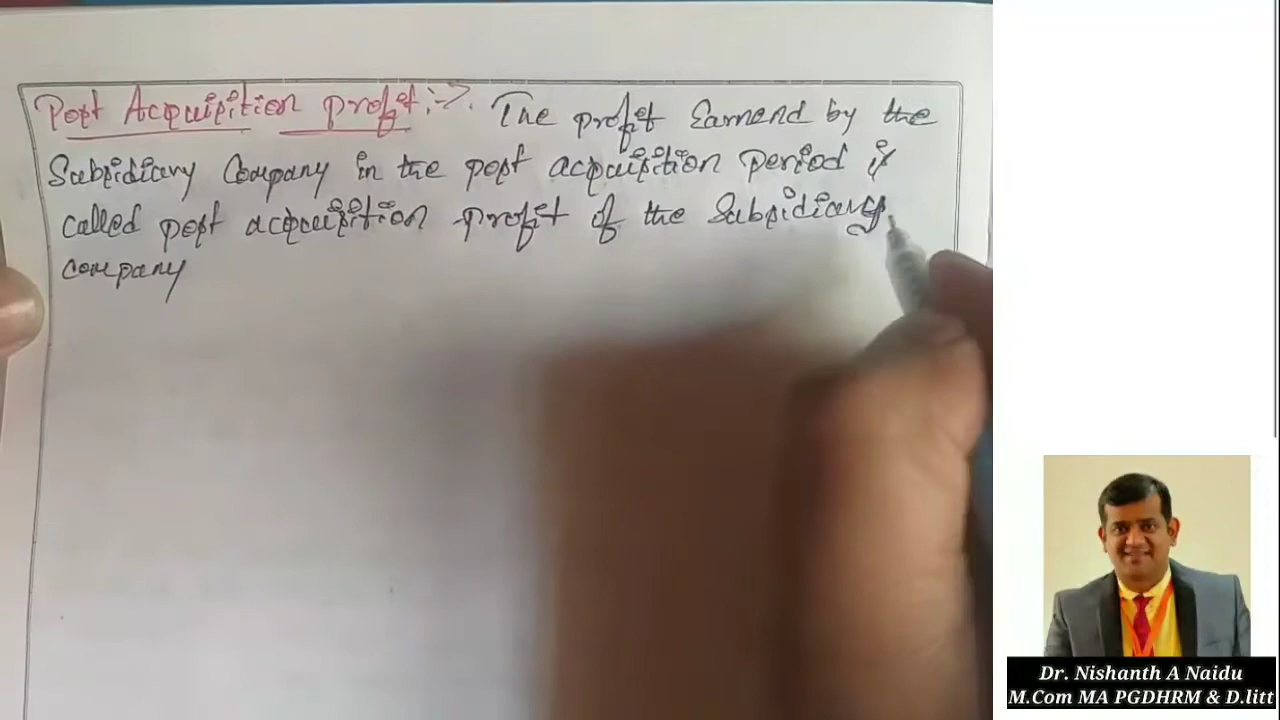 Post Acquisition profit :->. The profit Earnend by the
Subsidiary Company in the post acquisition period is
called post acquisition profit of the Subsidiary
company
Dr. Nishanth A Naidu
M.Com MA PGDHRM & D.litt